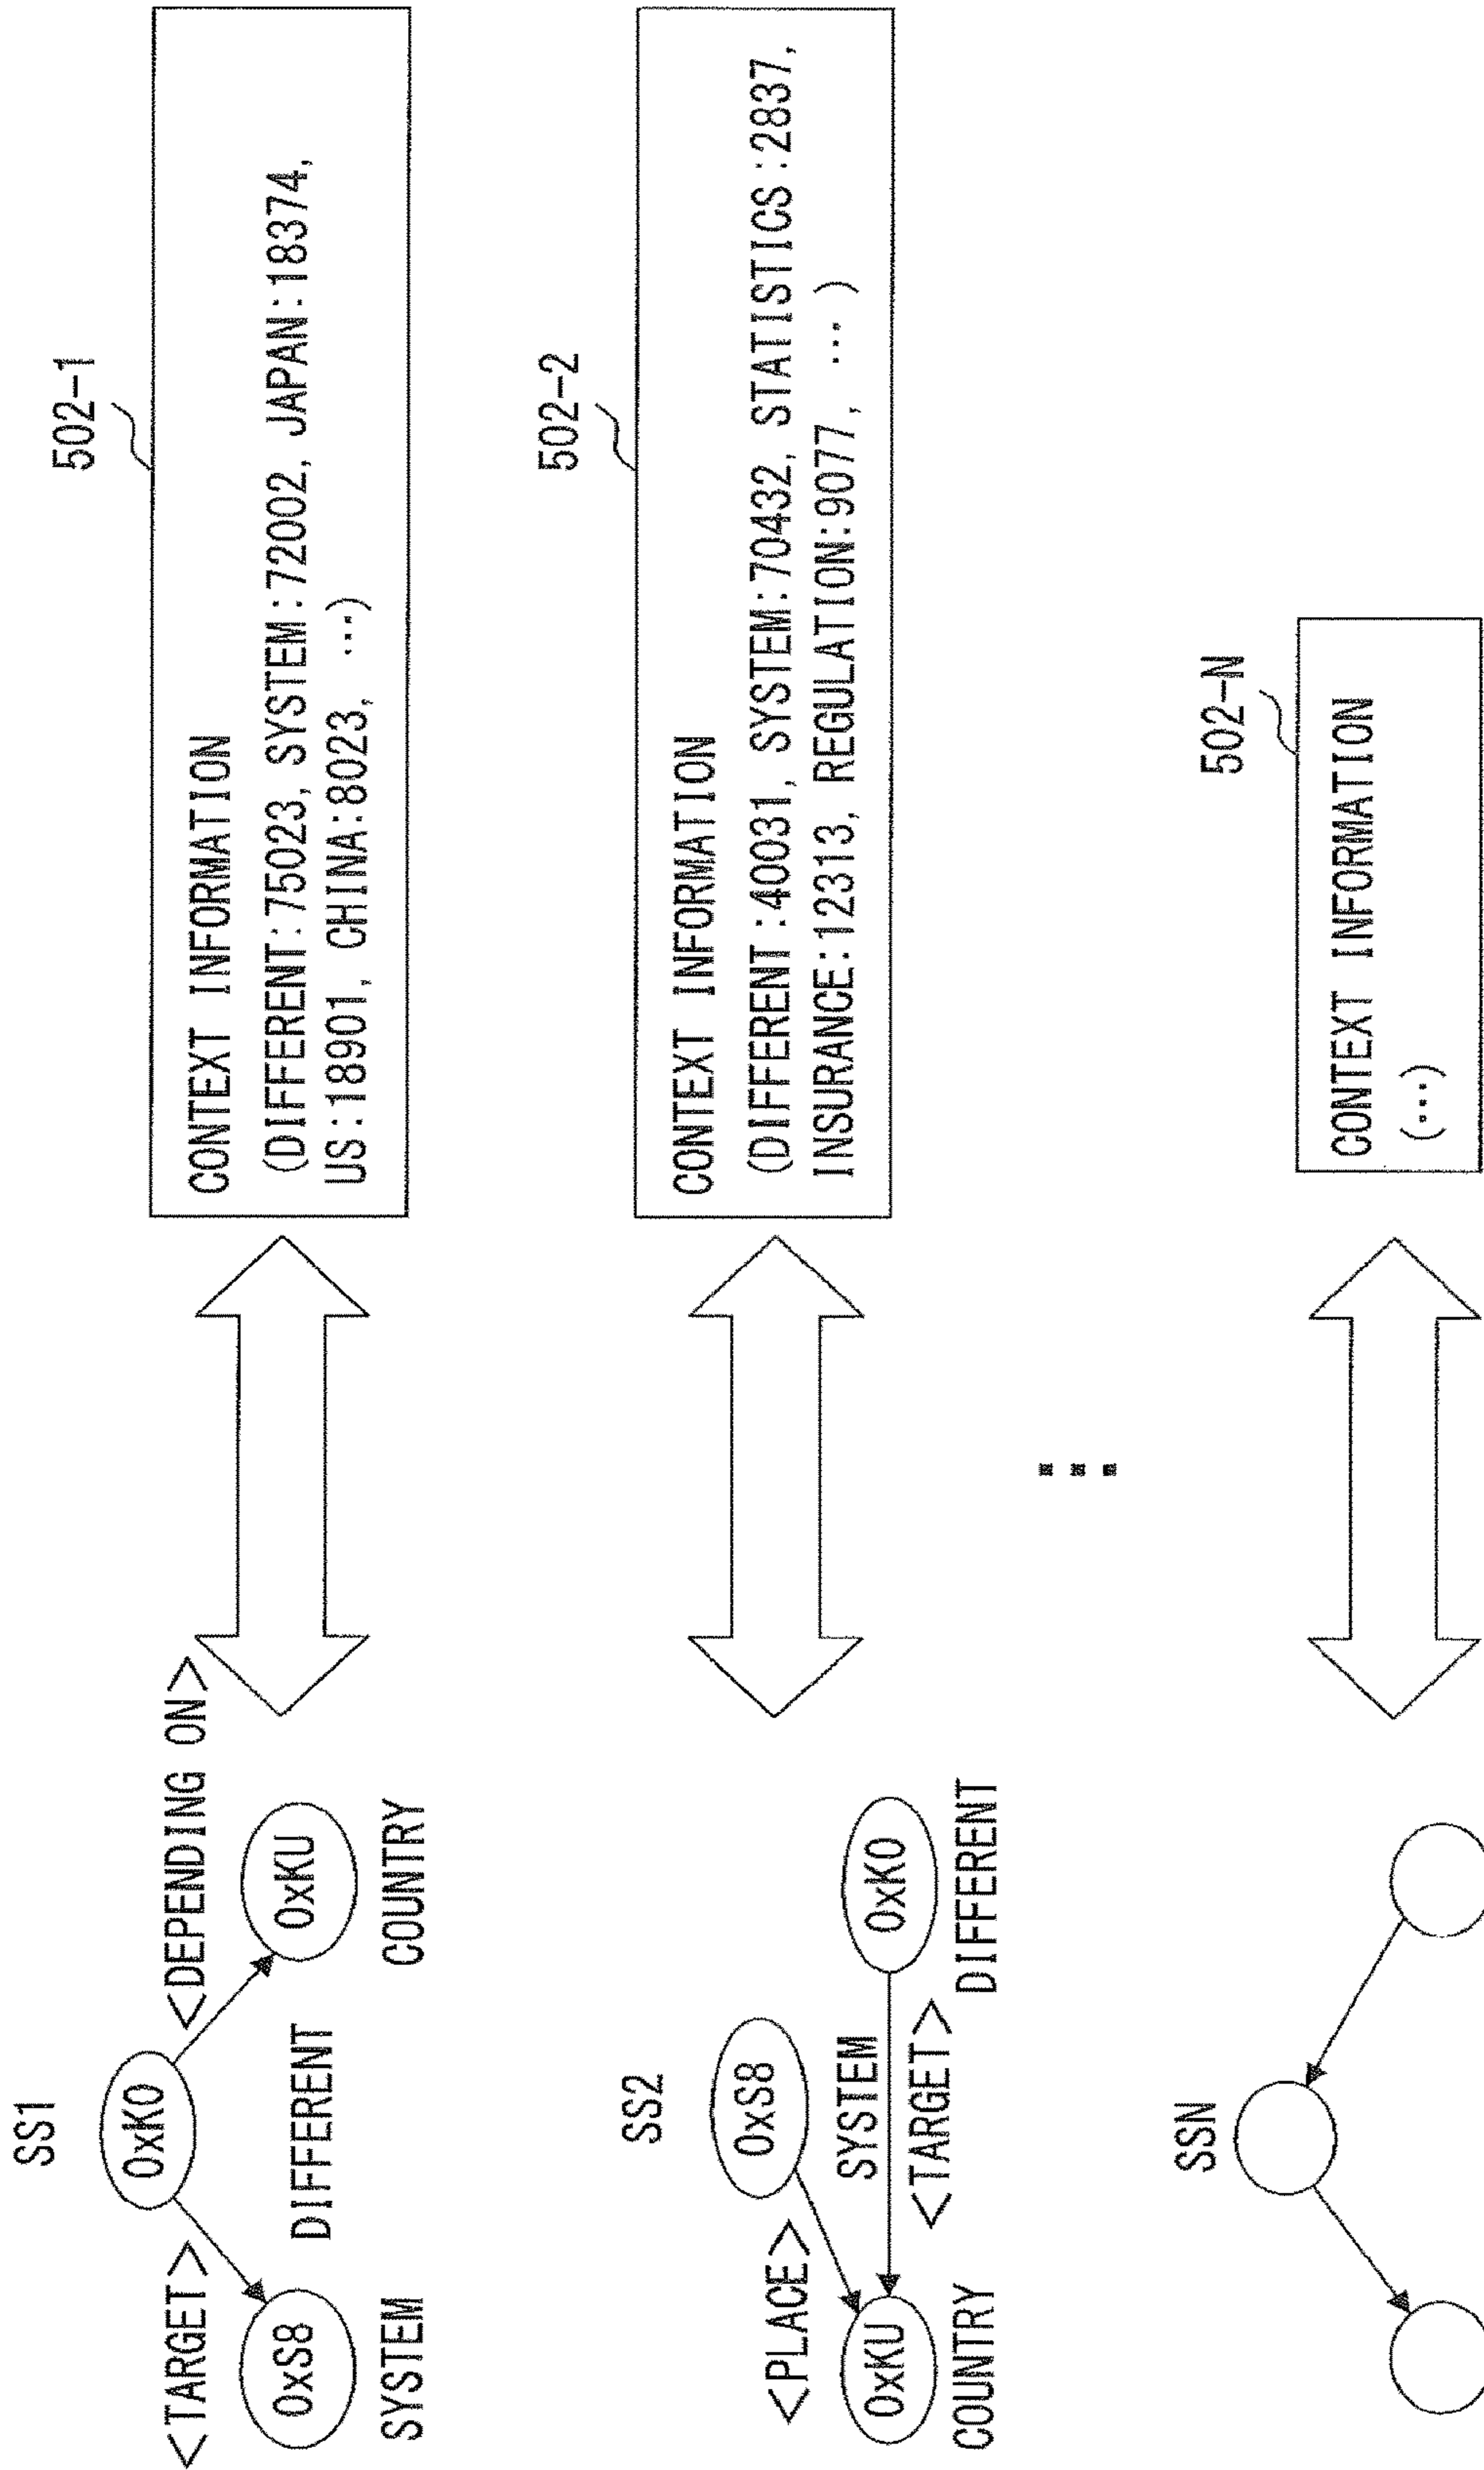 SS1
<TARGET>
<DEPENDING ON>
0xK0
0xS8
0xKU
DIFFERENT
SYSTEM
COUNTRY
502-1
CONTEXT INFORMATION
(DIFFERENT:75023, SYSTEM:72002, JAPAN:18374,
US:18901, CHINA:8023, ···)
SS2
<PLACE>
0xS8
SYSTEM
0xKU
0xK0
<TARGET>
COUNTRY
DIFFERENT
502-2
CONTEXT INFORMATION
(DIFFERENT:40031, SYSTEM:70432, STATISTICS:2837,
INSURANCE:12313, REGULATION:9077, ···)
···
SSN
502-N
CONTEXT INFORMATION
(···)